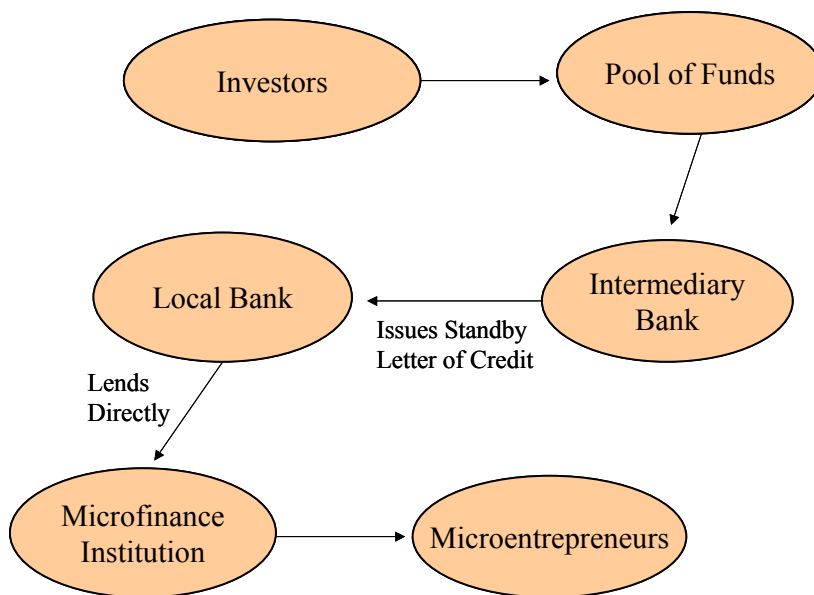 Investors
Pool of Funds
Intermediary
Bank
Issues Standby
Letter of Credit
Local Bank
Lends
Directly
Microfinance
Institution
Microentrepreneurs